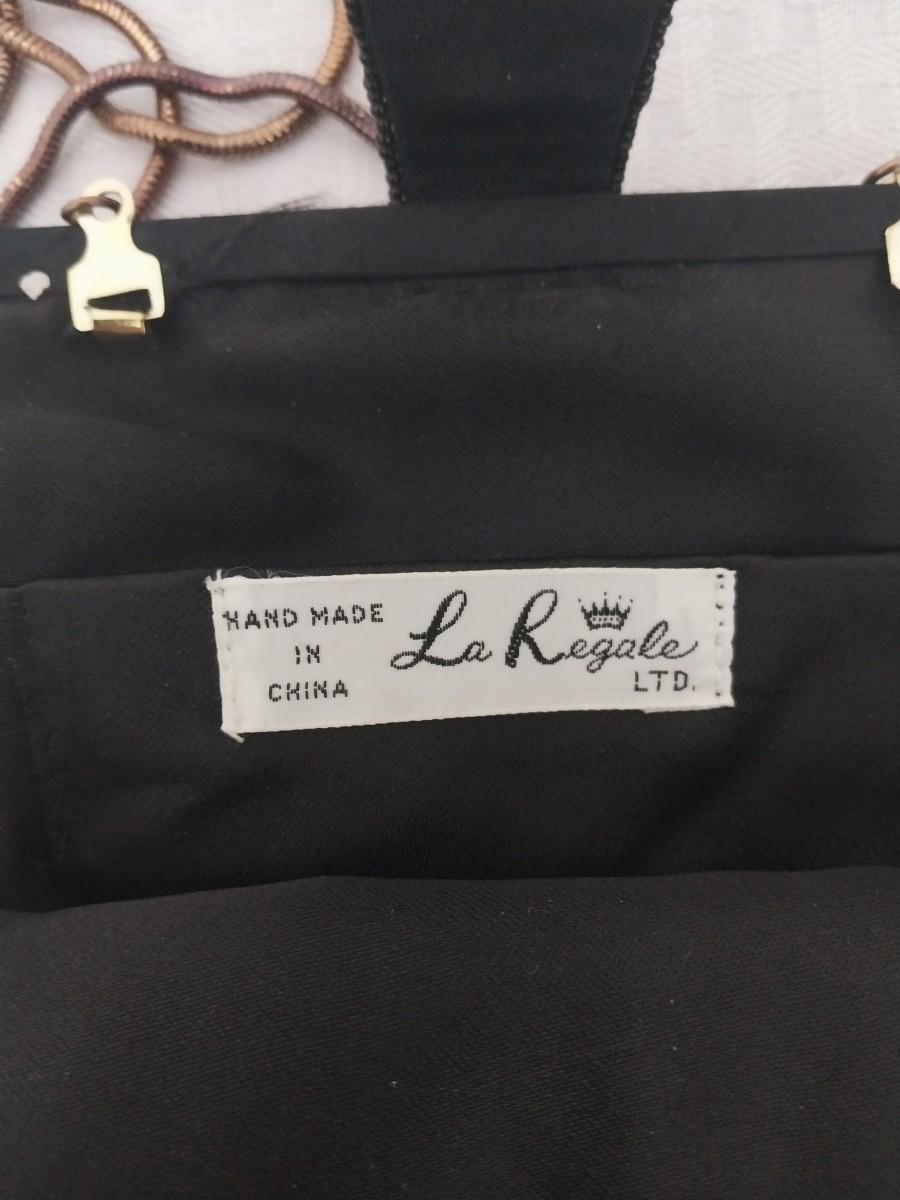 HAND MADE
IN
CHINA
La Regale
LTD.